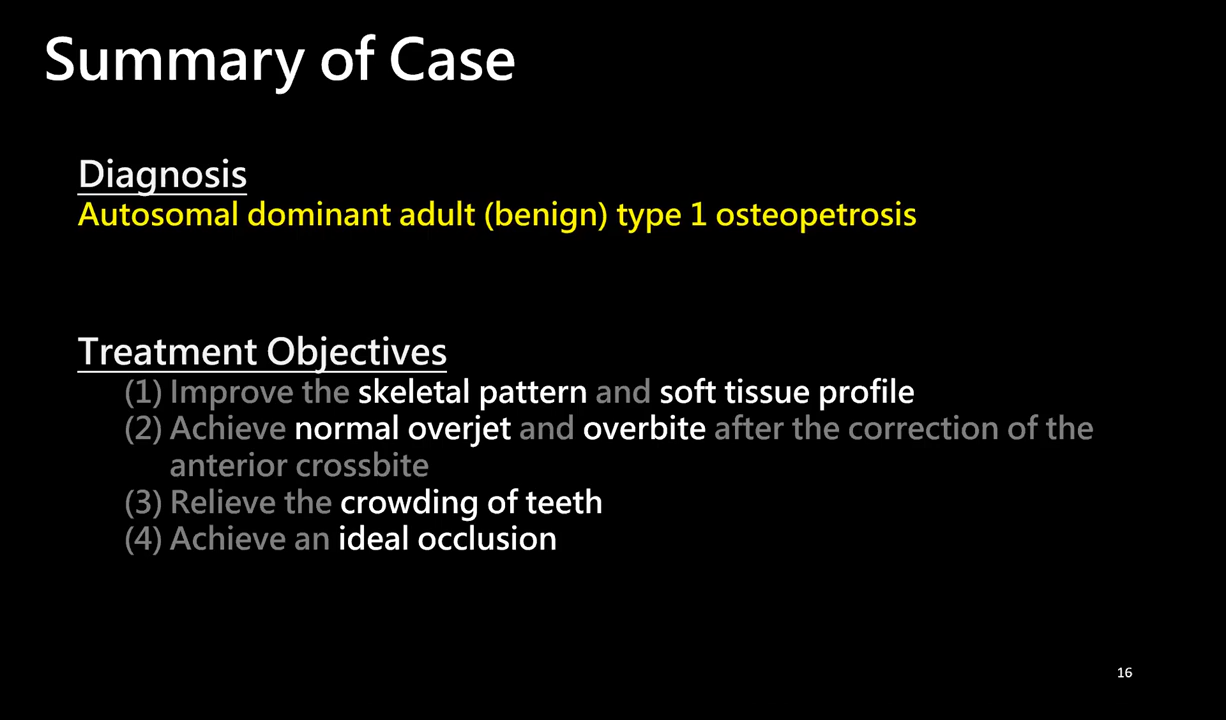 Summary of Case
Diagnosis
Autosomal dominant adult (benign) type 1 osteopetrosis
Treatment Objectives
(1) Improve the skeletal pattern and soft tissue profile
(2) Achieve normal overjet and overbite after the correction of the
anterior crossbite
(3) Relieve the crowding of teeth
(4) Achieve an ideal occlusion
16